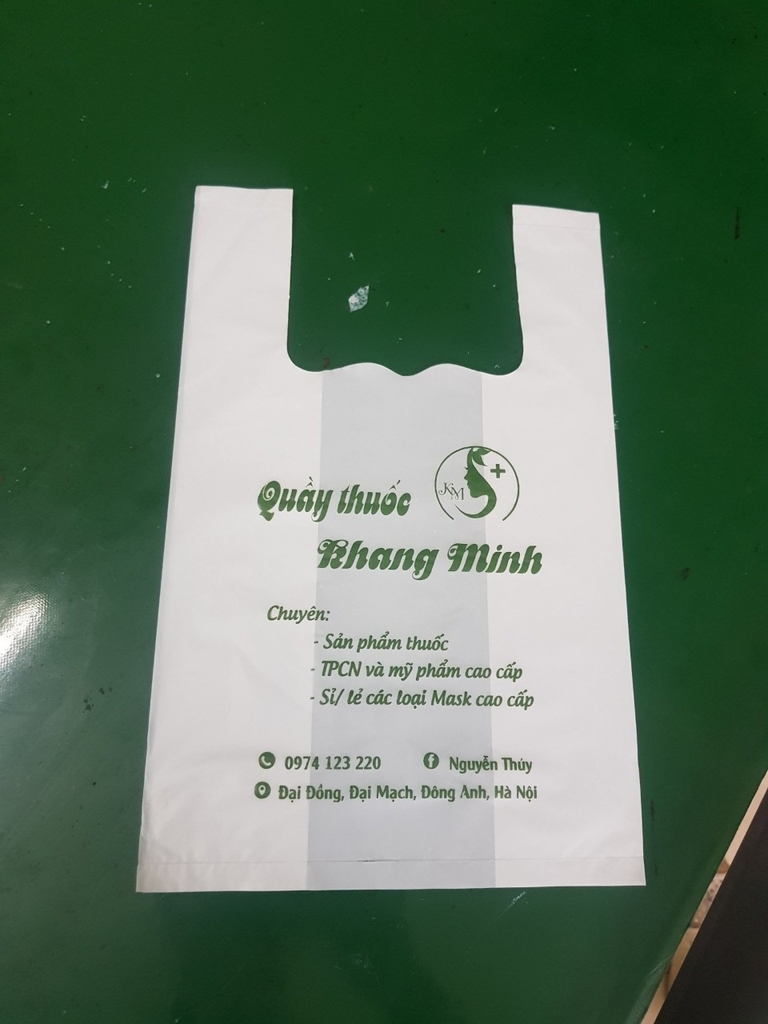 Quầy thuốc
KM
Khang Minh
Chuyên:
- Sản phẩm thuốc
- TPCN và mỹ phẩm cao cấp
- Sỉ/ lẻ các loại Mask cao cấp
0974 123 220 Nguyễn Thúy
Đại Đồng, Đại Mạch, Đông Anh, Hà Nội